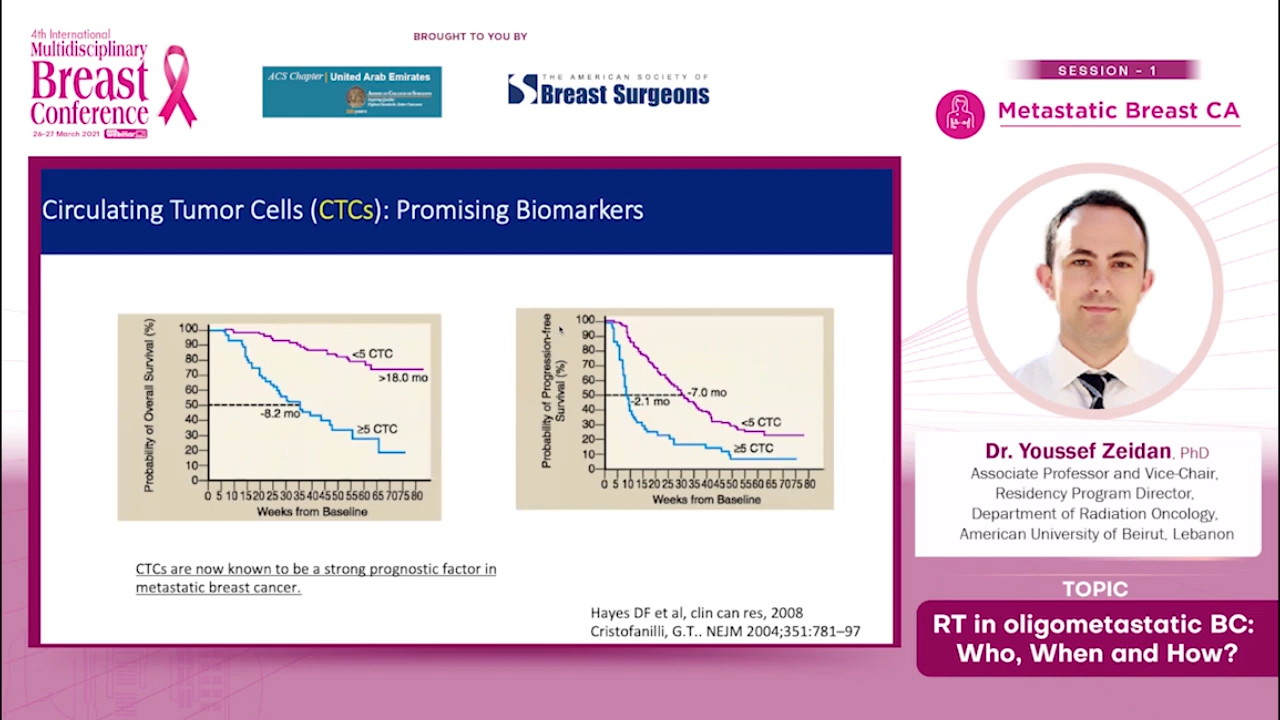 4th International
Multidisciplinary
Breast
Conference
26-27 March 2021
BROUGHT TO YOU BY
ACS Chapter | United Arab Emirates
THE AMERICAN SOCIETY OF
Breast Surgeons
SESSION - 1
Metastatic Breast CA
Circulating Tumor Cells (CTCs): Promising Biomarkers
Probability of Overall Survival (%)
100
90
80
70
60
50
40
30
20
10
0
<5 CTC
>18.0 mo
-8.2 mo
≥5 CTC
0 5 10 15 20 25 30 35 40 45 50 55 60 65 70 75 80
Weeks from Baseline
Probability of Progression-free
Survival (%)
100
90
80
70
60
50
40
30
20
10
0
-7.0 mo
-2.1 mo
<5 CTC
≥5 CTC
0 5 10 15 20 25 30 35 40 45 50 55 60 65 70 75 80
Weeks from Baseline
CTCs are now known to be a strong prognostic factor in
metastatic breast cancer.
Hayes DF et al, clin can res, 2008
Cristofanilli, G.T.. NEJM 2004;351:781–97
Dr. Youssef Zeidan, PhD
Associate Professor and Vice-Chair,
Residency Program Director,
Department of Radiation Oncology,
American University of Beirut, Lebanon
TOPIC
RT in oligometastatic BC:
Who, When and How?